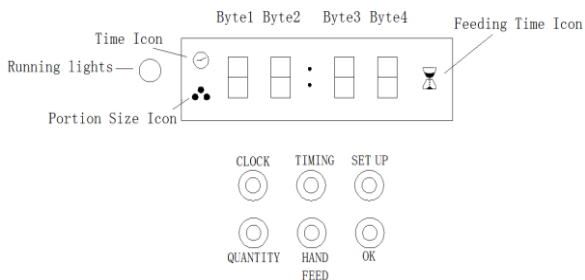 Byte1 Byte2 Byte3 Byte4
Feeding Time Icon
Time Icon
Running lights
Portion Size Icon
CLOCK TIMING SET UP
QUANTITY HAND FEED OK